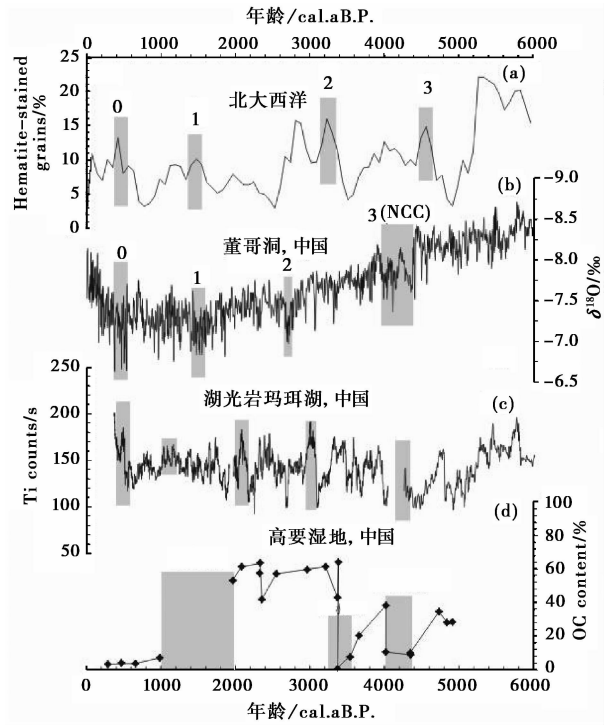 年龄/cal.aB.P.
0 1000 2000 3000 4000 5000 6000
Hematite-stained
grains/%
25
20
15
10
5
0
(a)
北大西洋
0
1
2
3
(b)
董哥洞, 中国
0
1
2
3 (NCC)
-9.0
-8.5
-8.0
-7.5
-7.0
-6.5
δ¹⁸O/‰
Ti counts/s
250
200
150
100
50
湖光岩玛珥湖, 中国
(c)
(d)
高要湿地, 中国
100
80
60
40
20
0
OC content/%
0 1000 2000 3000 4000 5000 6000
年龄/cal.aB.P.